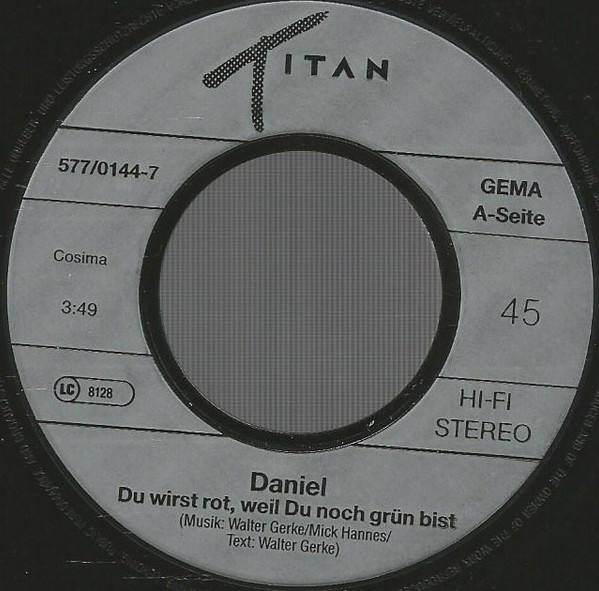 TITAN
577/0144-7
GEMA
A-Seite
Cosima
3:49
45
LC 8128
HI-FI
STEREO
Daniel
Du wirst rot, weil Du noch grün bist
(Musik: Walter Gerke/Mick Hannes/
Text: Walter Gerke)